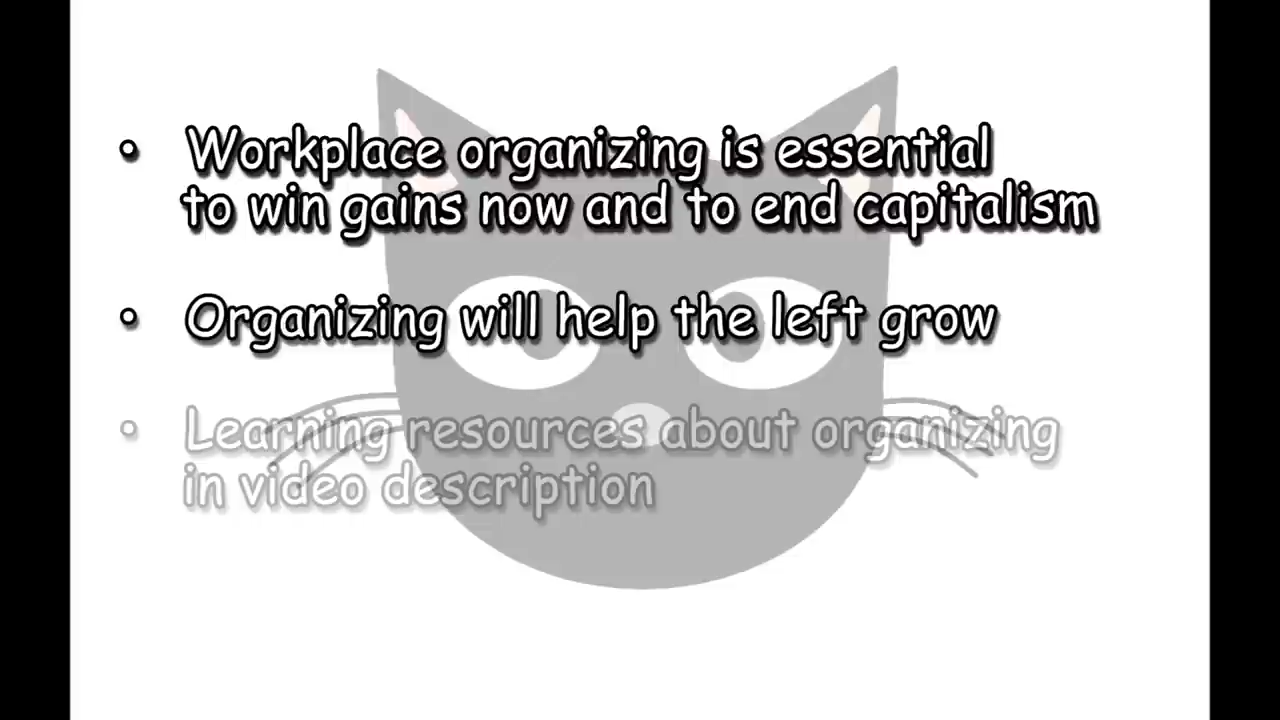 • Workplace organizing is essential
to win gains now and to end capitalism
• Organizing will help the left grow
• Learning resources about organizing
in video description